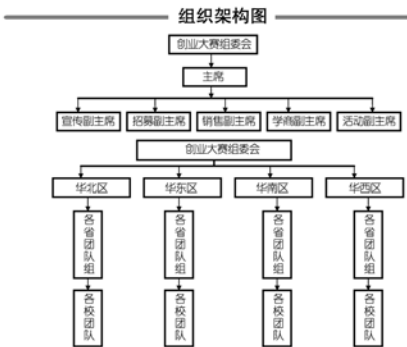 组织架构图
创业大赛组委会
主席
宣传副主席 招募副主席 销售副主席 学商副主席 活动副主席
创业大赛组委会
华北区 华东区 华南区 华西区
各省团队组 各省团队组 各省团队组 各省团队组
各校团队 各校团队 各校团队 各校团队